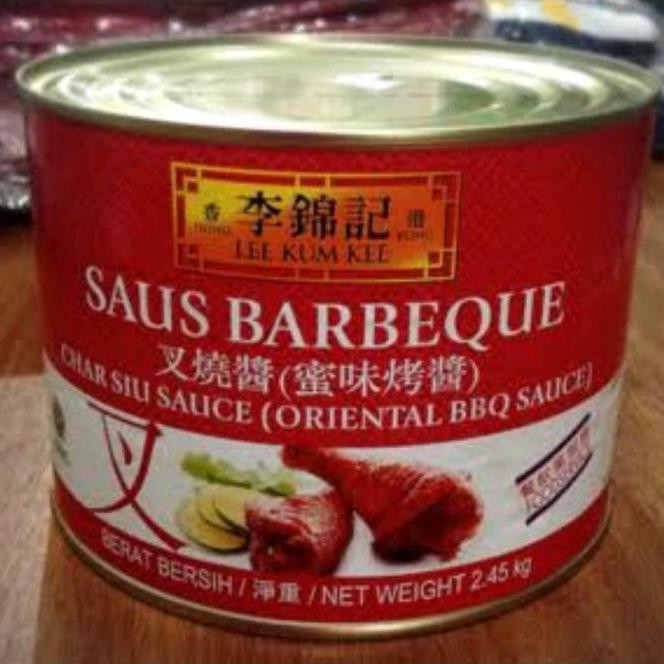 香 李錦記 港
HONG LEE KUM KEE KONG
SAUS BARBEQUE
叉燒醬(蜜味烤醬)
CHAR SIU SAUCE (ORIENTAL BBQ SAUCE)
叉
BERAT BERSIH / 淨重 / NET WEIGHT 2.45 kg